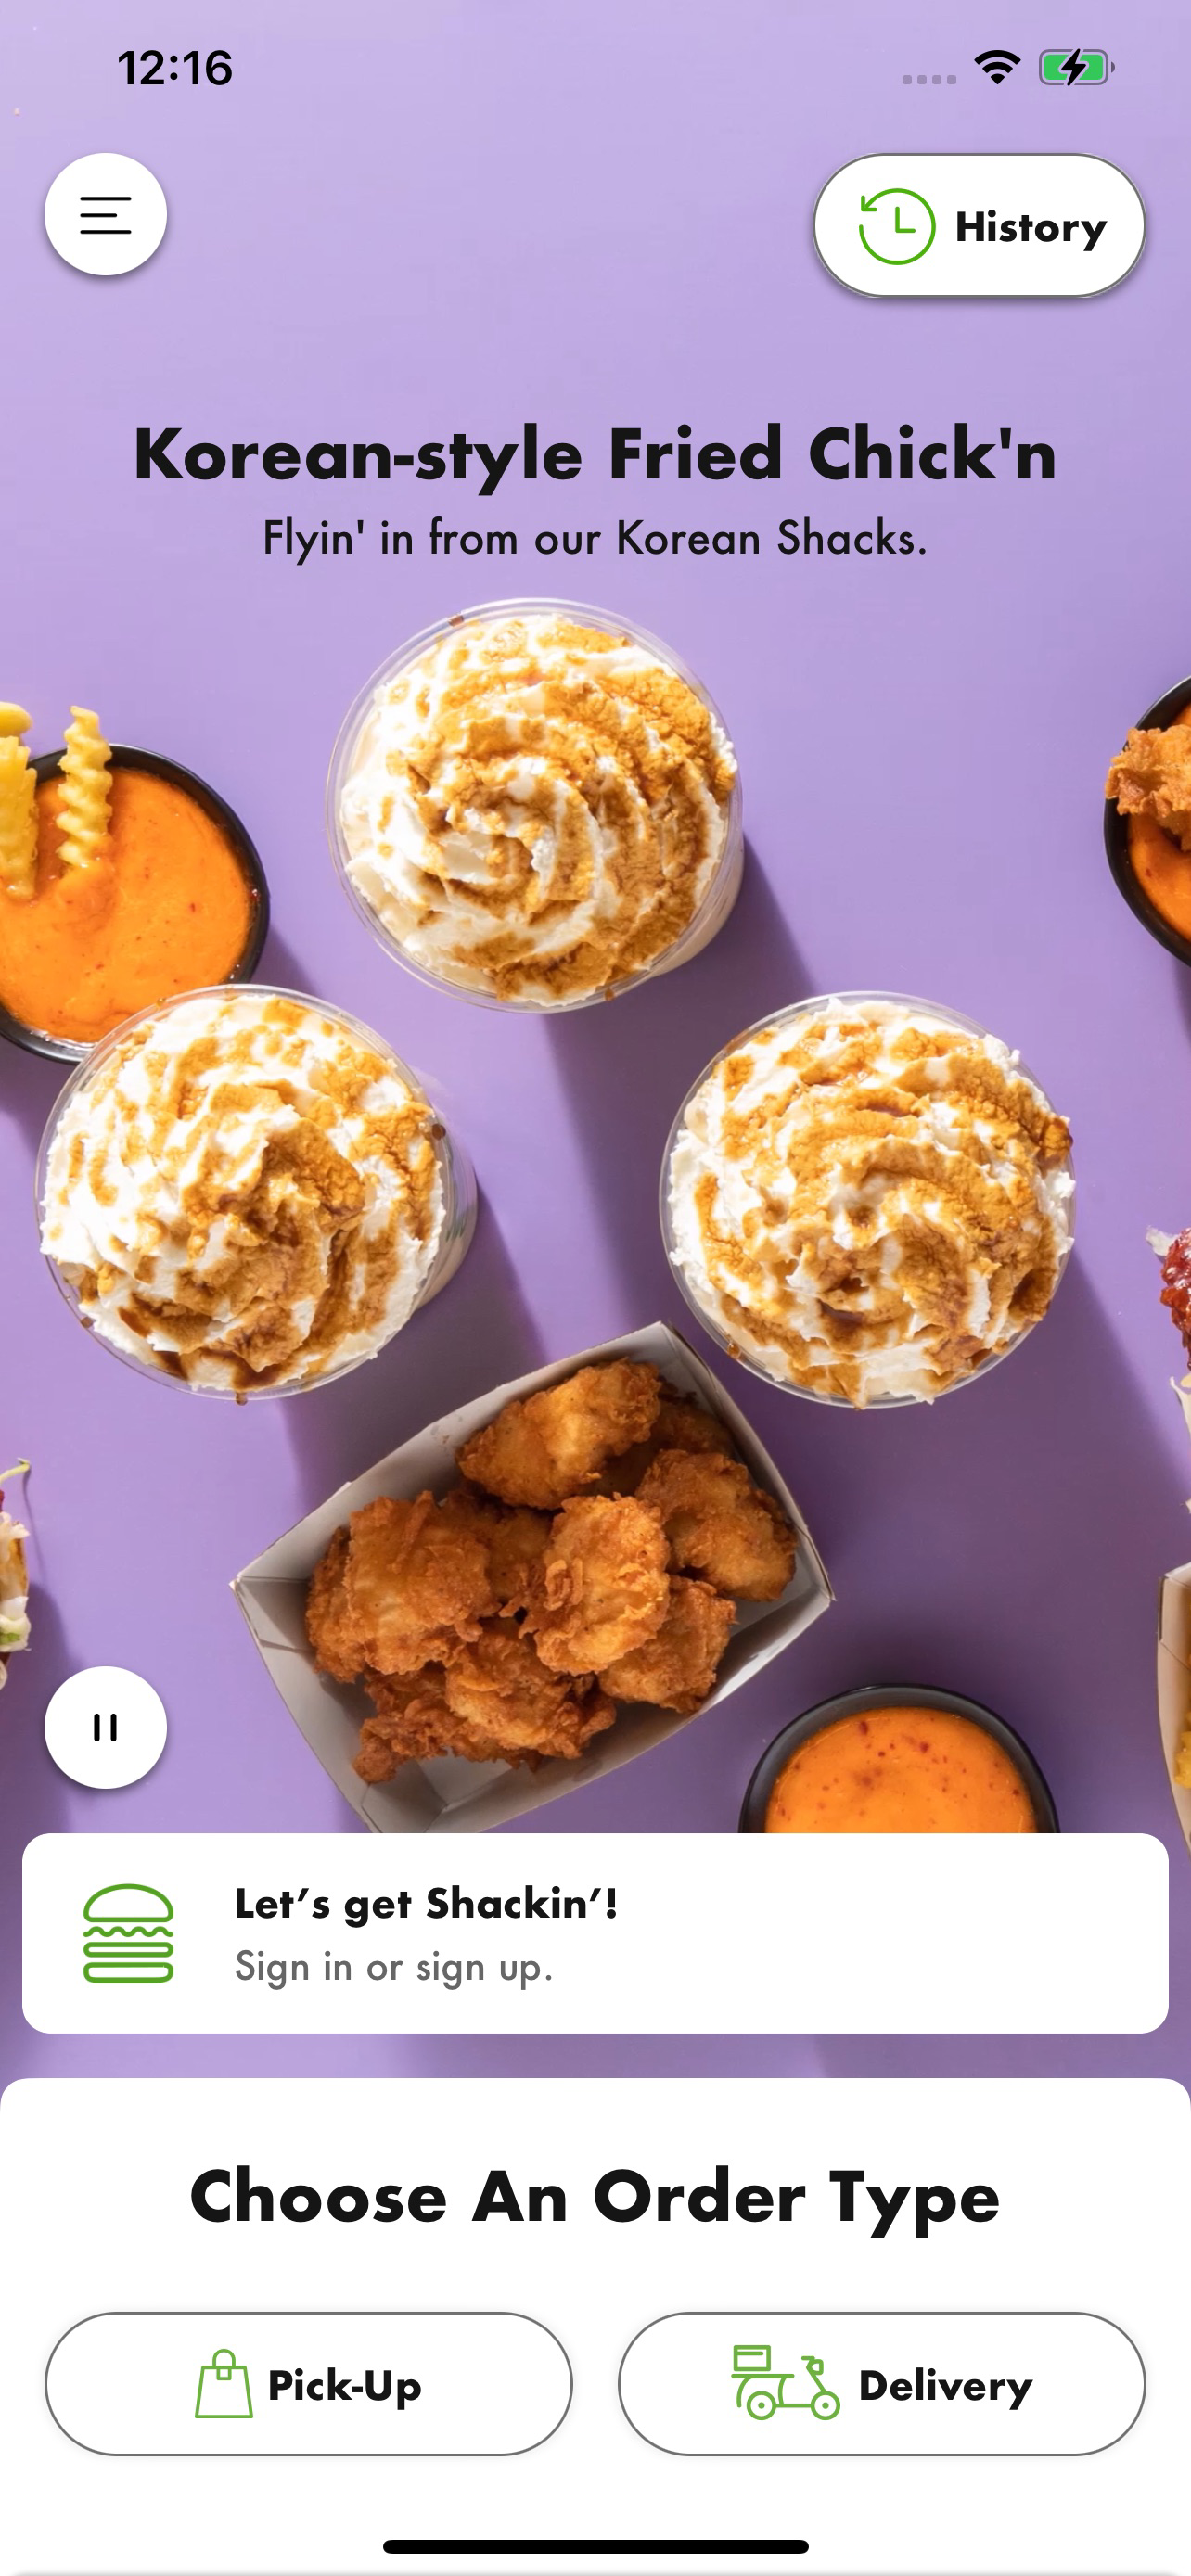 12:16
History
Korean-style Fried Chick'n
Flyin' in from our Korean Shacks.
Let’s get Shackin’!
Sign in or sign up.
Choose An Order Type
Pick-Up
Delivery